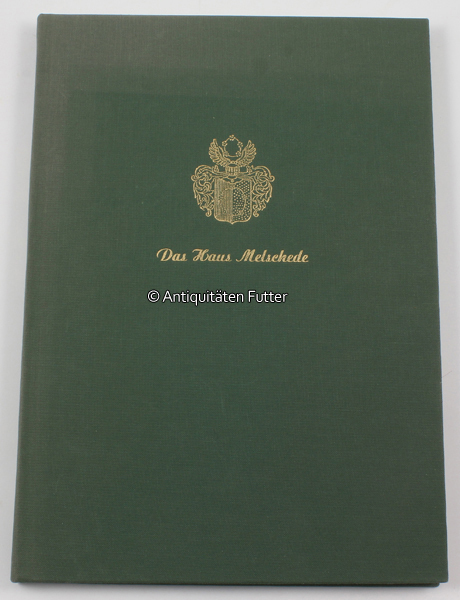 Das Haus Melschede
© Antiquitäten Futter